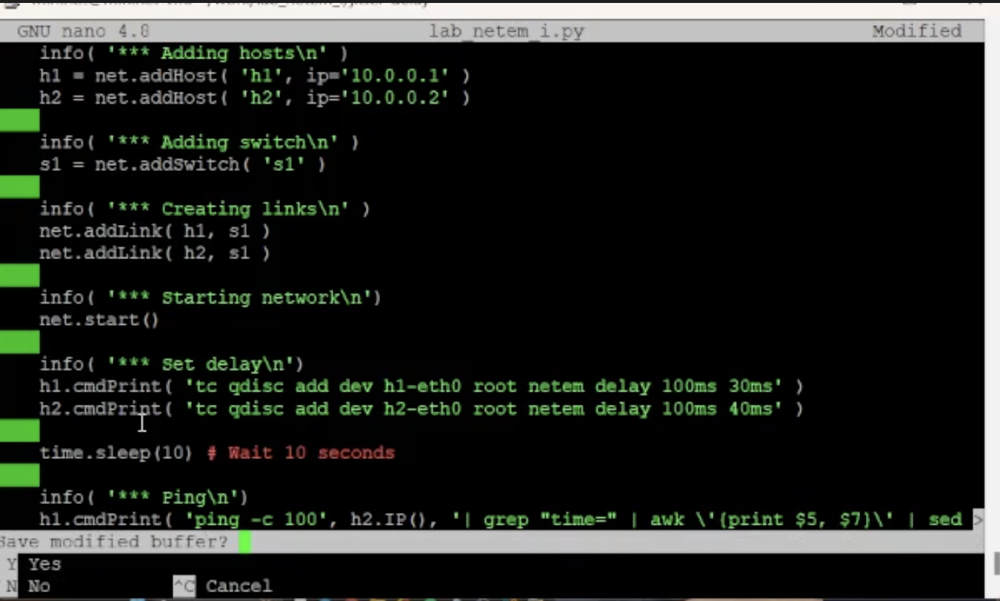 GNU nano 4.8 lab_netem_i.py Modified
info( '*** Adding hosts\n' )
h1 = net.addHost( 'h1', ip='10.0.0.1' )
h2 = net.addHost( 'h2', ip='10.0.0.2' )
info( '*** Adding switch\n' )
s1 = net.addSwitch( 's1' )
info( '*** Creating links\n' )
net.addLink( h1, s1 )
net.addLink( h2, s1 )
info( '*** Starting network\n')
net.start()
info( '*** Set delay\n')
h1.cmdPrint( 'tc qdisc add dev h1-eth0 root netem delay 100ms 30ms' )
h2.cmdPrint( 'tc qdisc add dev h2-eth0 root netem delay 100ms 40ms' )
time.sleep(10) # Wait 10 seconds
info( '*** Ping\n')
h1.cmdPrint( 'ping -c 100', h2.IP(), '| grep "time=" | awk \'{print $5, $7}\' | sed >
Save modified buffer?
Y Yes
N No ^C Cancel